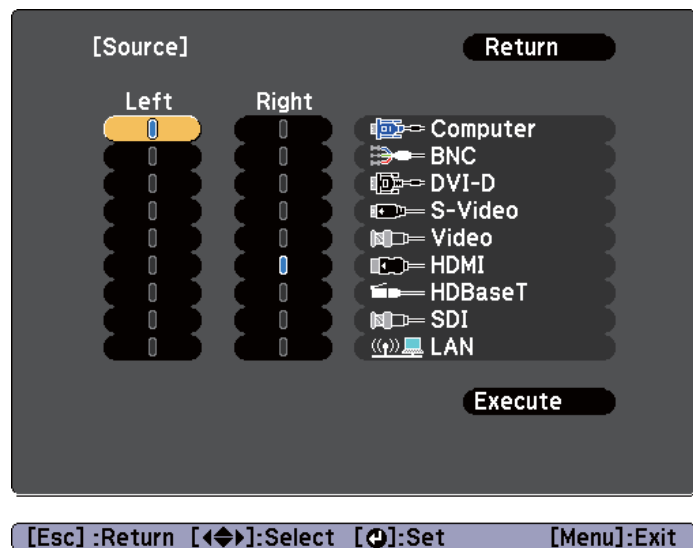 [Source] Return
Left Right
Computer
BNC
DVI-D
S-Video
Video
HDMI
HDBaseT
SDI
LAN
Execute
[Esc] :Return [◀◆▶]:Select [↵]:Set [Menu]:Exit